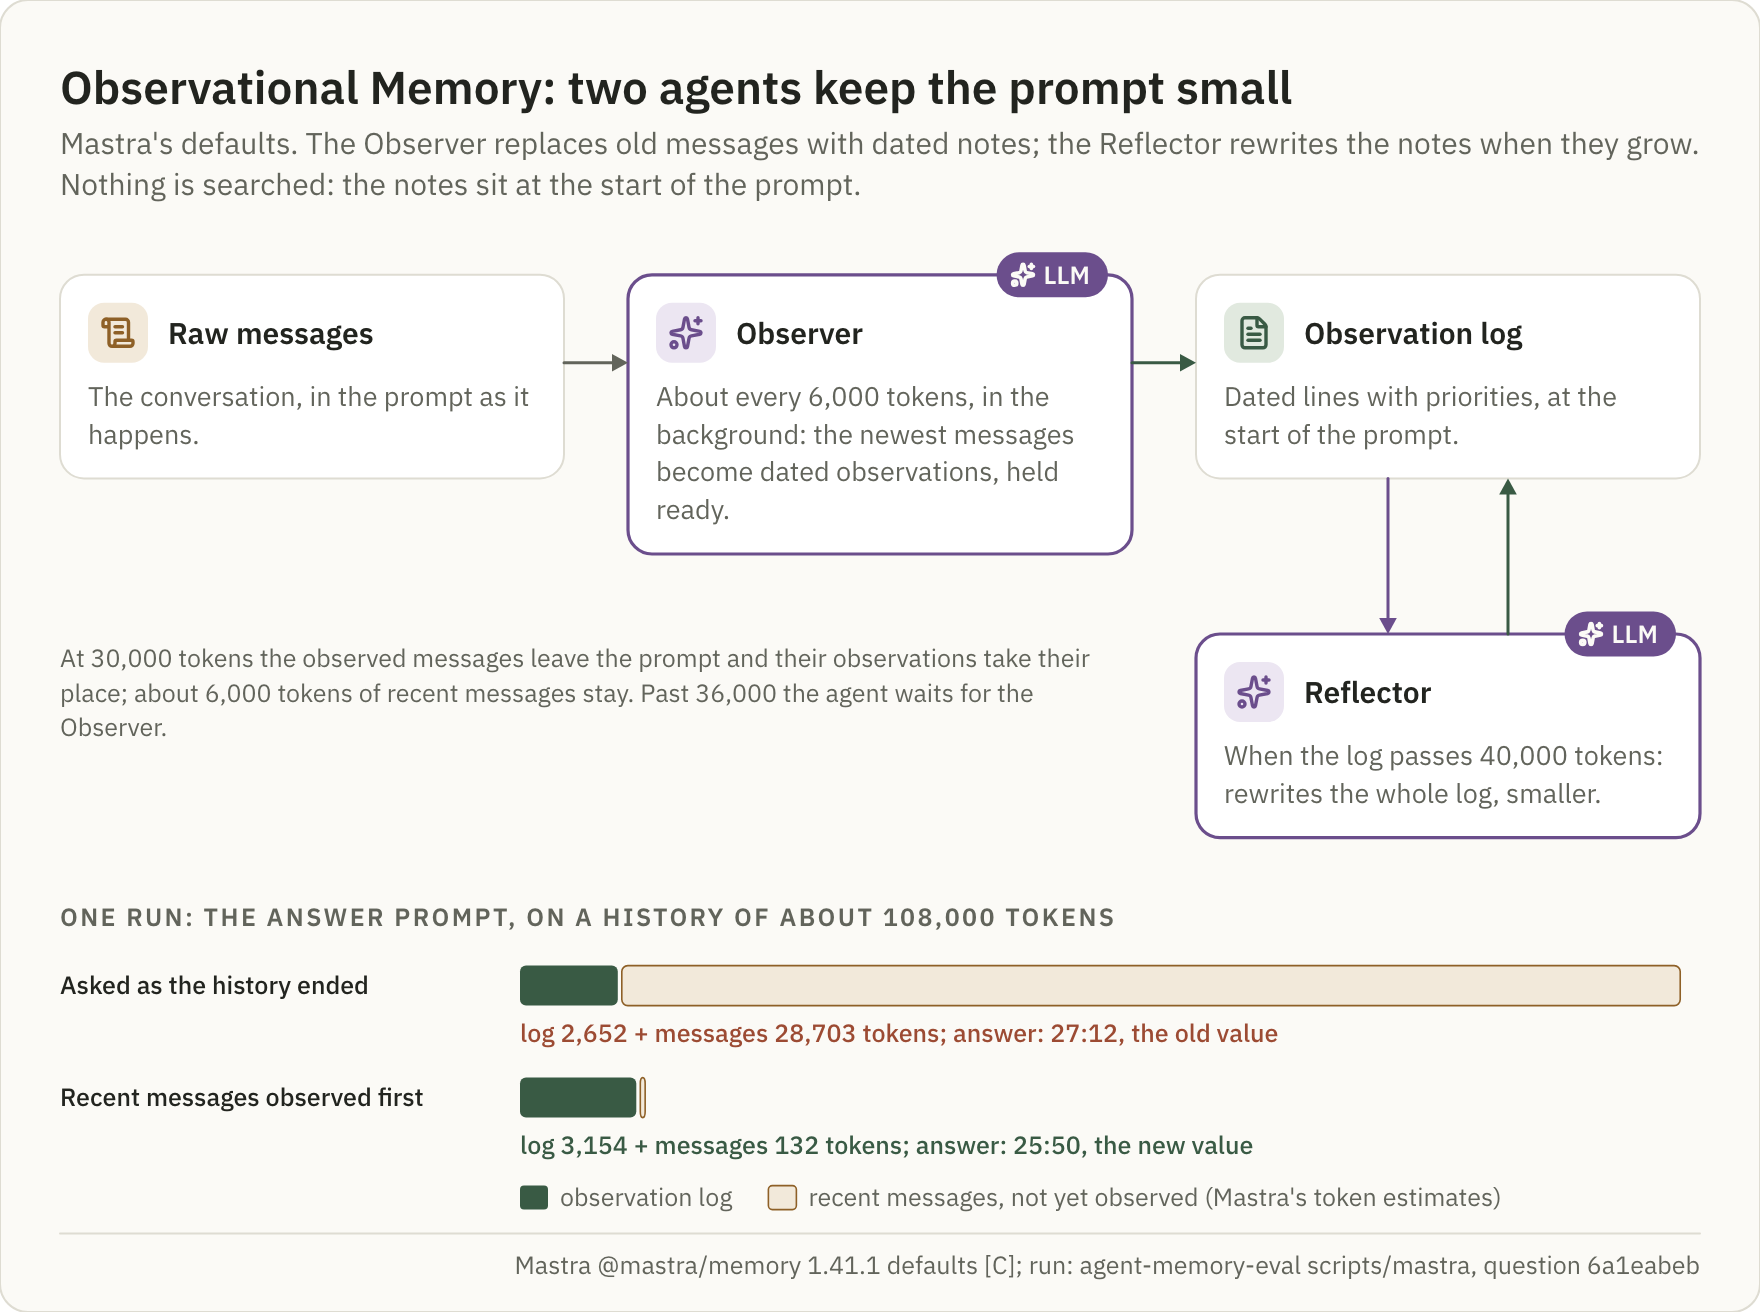 Observational Memory: two agents keep the prompt small
Mastra's defaults. The Observer replaces old messages with dated notes; the Reflector rewrites the notes when they grow.
Nothing is searched: the notes sit at the start of the prompt.
Raw messages
The conversation, in the prompt as it
happens.
LLM
Observer
About every 6,000 tokens, in the
background: the newest messages
become dated observations, held
ready.
Observation log
Dated lines with priorities, at the
start of the prompt.
At 30,000 tokens the observed messages leave the prompt and their observations take their
place; about 6,000 tokens of recent messages stay. Past 36,000 the agent waits for the
Observer.
LLM
Reflector
When the log passes 40,000 tokens:
rewrites the whole log, smaller.
ONE RUN: THE ANSWER PROMPT, ON A HISTORY OF ABOUT 108,000 TOKENS
Asked as the history ended
log 2,652 + messages 28,703 tokens; answer: 27:12, the old value
Recent messages observed first
log 3,154 + messages 132 tokens; answer: 25:50, the new value
observation log
recent messages, not yet observed (Mastra's token estimates)
Mastra @mastra/memory 1.41.1 defaults [C]; run: agent-memory-eval scripts/mastra, question 6a1eabeb